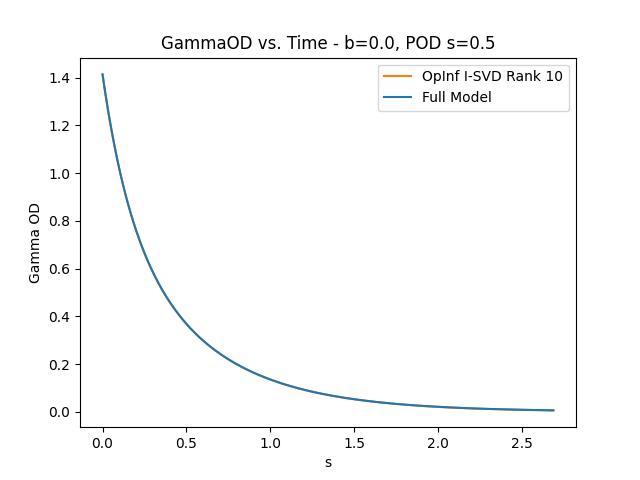 GammaOD vs. Time - b=0.0, POD s=0.5
OpInf I-SVD Rank 10
Full Model
Gamma OD
1.4
1.2
1.0
0.8
0.6
0.4
0.2
0.0
0.0 0.5 1.0 1.5 2.0 2.5
s